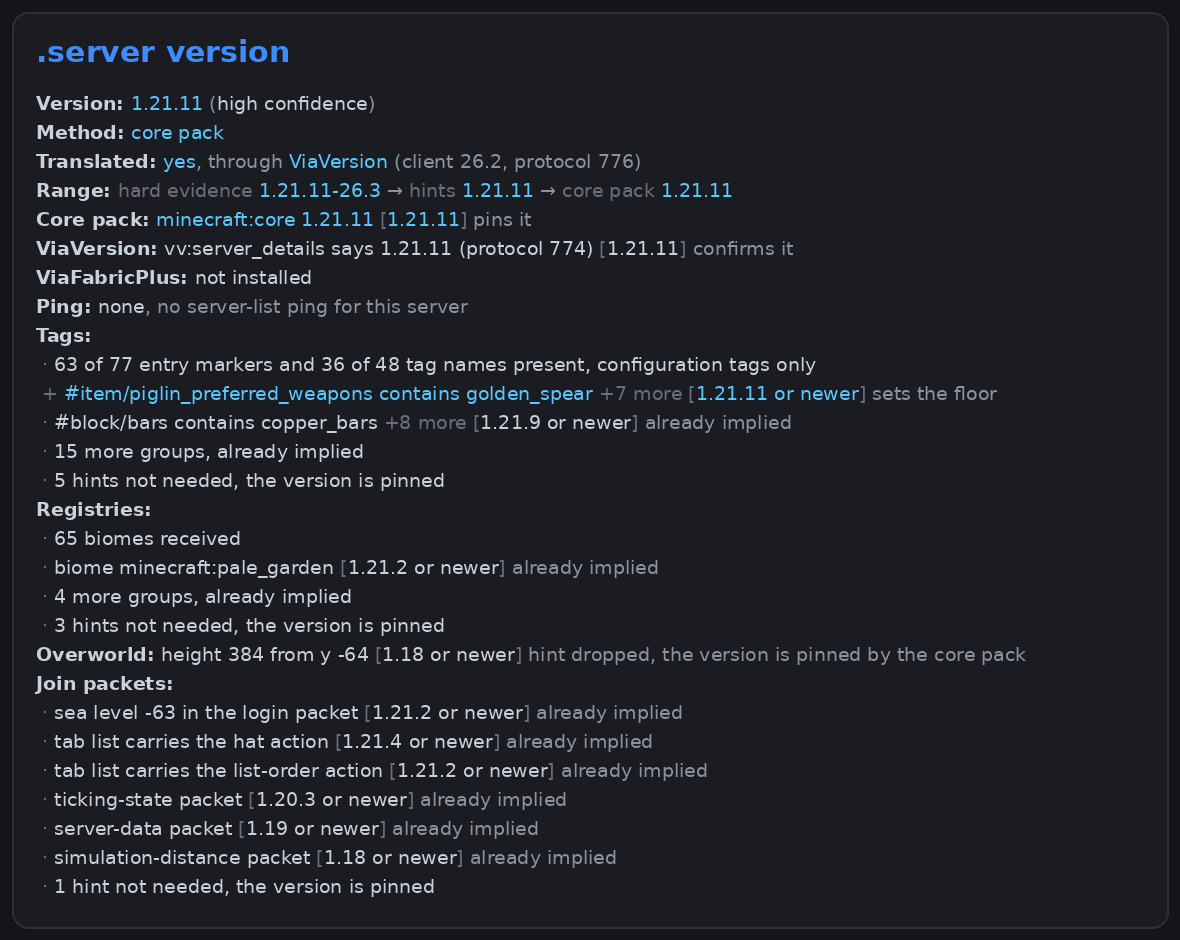 .server version
Version: 1.21.11 (high confidence)
Method: core pack
Translated: yes, through ViaVersion (client 26.2, protocol 776)
Range: hard evidence 1.21.11-26.3 → hints 1.21.11 → core pack 1.21.11
Core pack: minecraft:core 1.21.11 [1.21.11] pins it
ViaVersion: vv:server_details says 1.21.11 (protocol 774) [1.21.11] confirms it
ViaFabricPlus: not installed
Ping: none, no server-list ping for this server
Tags:
· 63 of 77 entry markers and 36 of 48 tag names present, configuration tags only
+ #item/piglin_preferred_weapons contains golden_spear +7 more [1.21.11 or newer] sets the floor
· #block/bars contains copper_bars +8 more [1.21.9 or newer] already implied
· 15 more groups, already implied
· 5 hints not needed, the version is pinned
Registries:
· 65 biomes received
· biome minecraft:pale_garden [1.21.2 or newer] already implied
· 4 more groups, already implied
· 3 hints not needed, the version is pinned
Overworld: height 384 from y -64 [1.18 or newer] hint dropped, the version is pinned by the core pack
Join packets:
· sea level -63 in the login packet [1.21.2 or newer] already implied
· tab list carries the hat action [1.21.4 or newer] already implied
· tab list carries the list-order action [1.21.2 or newer] already implied
· ticking-state packet [1.20.3 or newer] already implied
· server-data packet [1.19 or newer] already implied
· simulation-distance packet [1.18 or newer] already implied
· 1 hint not needed, the version is pinned